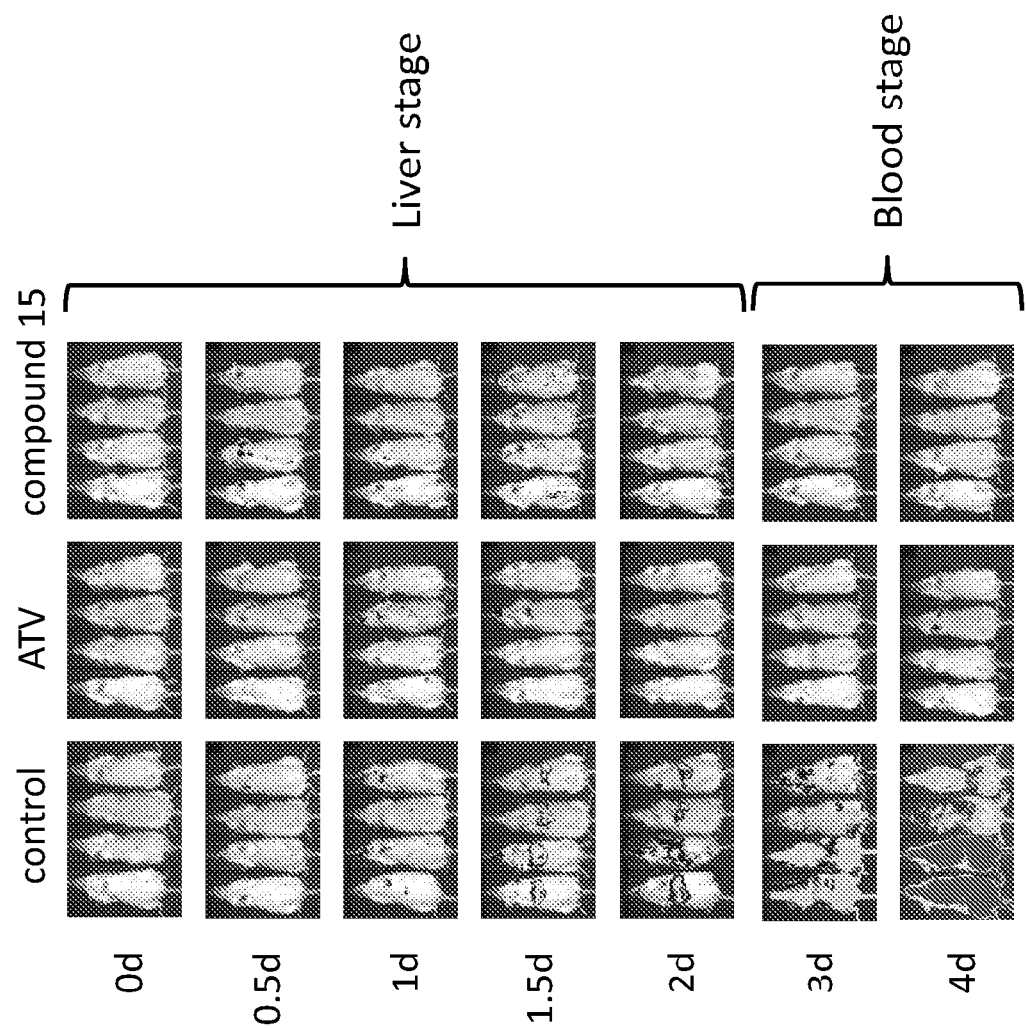 control
ATV
compound 15
0d
0.5d
1d
1.5d
2d
3d
4d
Liver stage
Blood stage